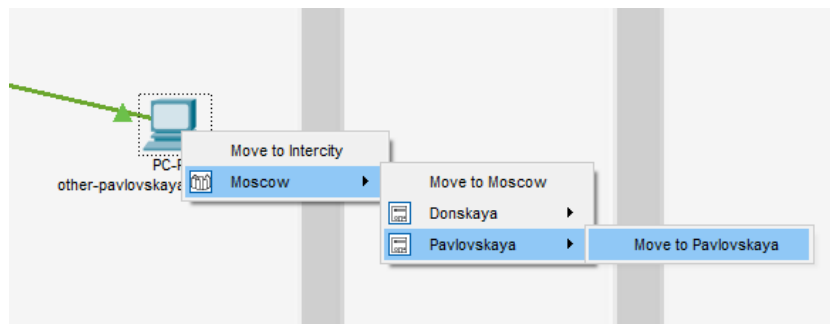 Move to Intercity
PC-
other-pavlovskaya
Moscow
Move to Moscow
Donskaya
Pavlovskaya
Move to Pavlovskaya